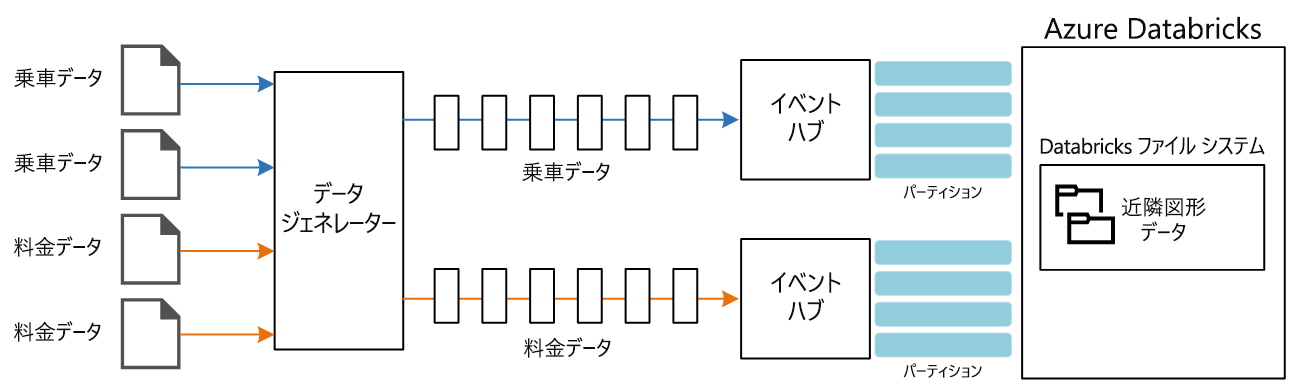 乗車データ
乗車データ
料金データ
料金データ
データ
ジェネレーター
乗車データ
料金データ
イベント
ハブ
パーティション
イベント
ハブ
パーティション
Azure Databricks
Databricks ファイル システム
近隣図形
データ